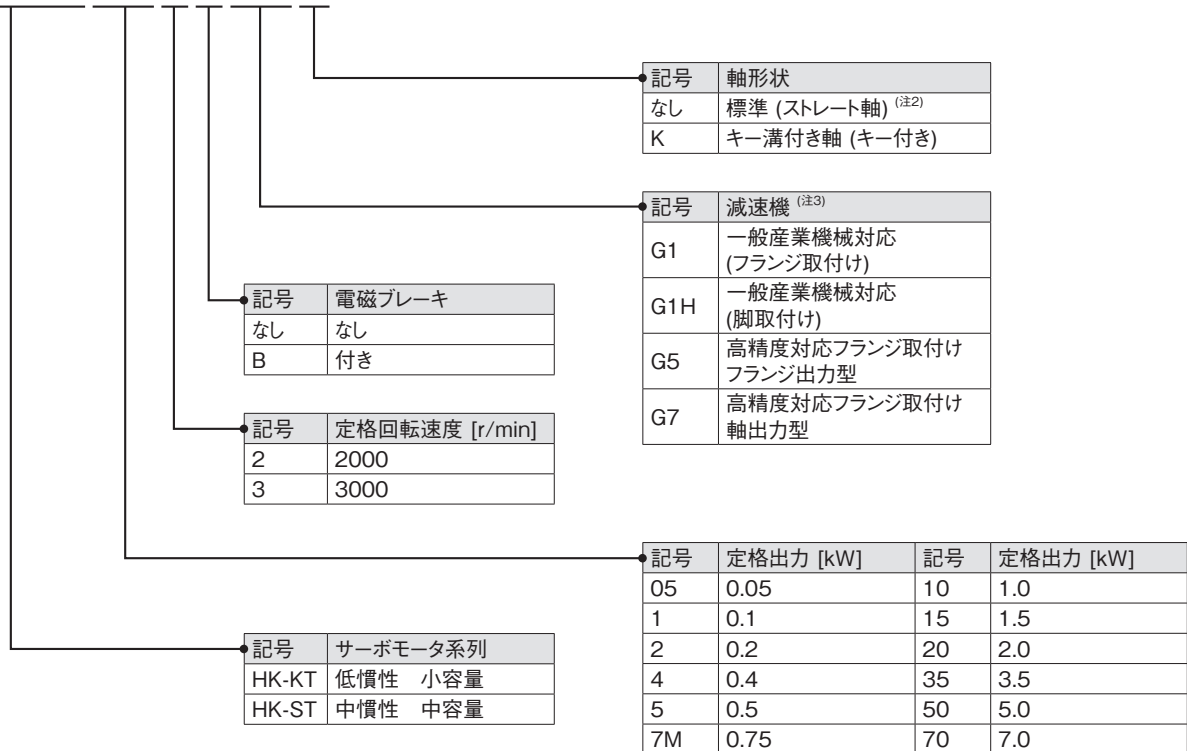 記号 軸形状
なし 標準 (ストレート軸) (注2)
K キー溝付き軸 (キー付き)
記号 減速機 (注3)
G1 一般産業機械対応
(フランジ取付け)
G1H 一般産業機械対応
(脚取付け)
G5 高精度対応フランジ取付け
フランジ出力型
G7 高精度対応フランジ取付け
軸出力型
記号 電磁ブレーキ
なし なし
B 付き
記号 定格回転速度 [r/min]
2 2000
3 3000
記号 定格出力 [kW] 記号 定格出力 [kW]
05 0.05 10 1.0
1 0.1 15 1.5
2 0.2 20 2.0
4 0.4 35 3.5
5 0.5 50 5.0
7M 0.75 70 7.0
記号 サーボモータ系列
HK-KT 低慣性 小容量
HK-ST 中慣性 中容量